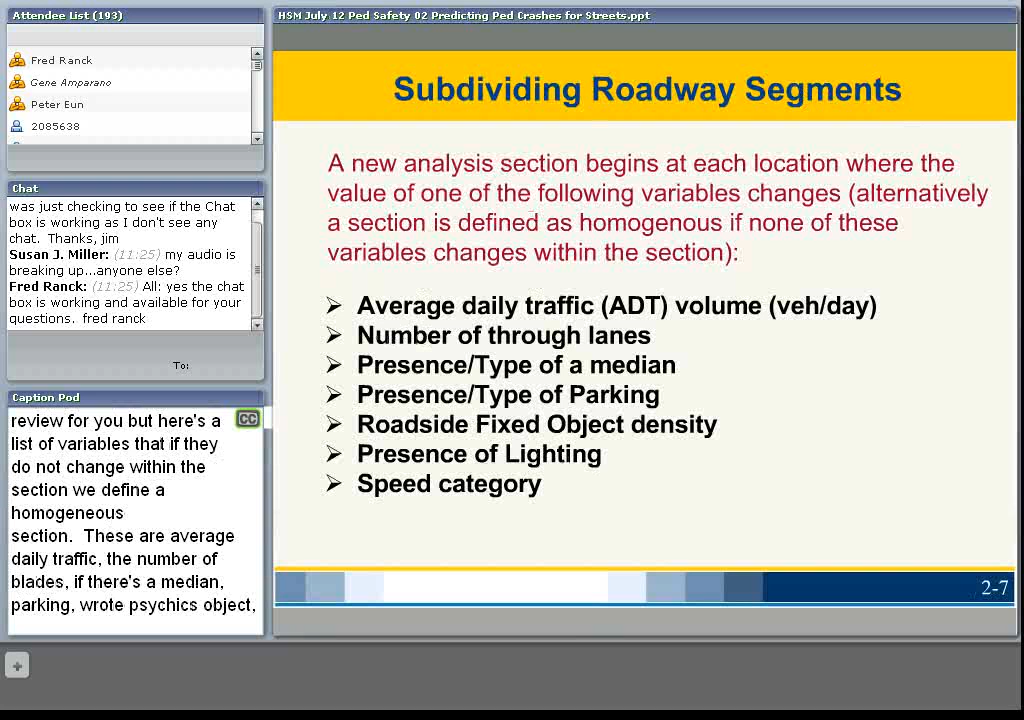 Attendee List (193)
Fred Ranck
Gene Amparano
Peter Eun
2085638
Chat
was just checking to see if the Chat
box is working as I don't see any
chat.  Thanks, jim
Susan J. Miller: (11:25) my audio is
breaking up...anyone else?
Fred Ranck: (11:25) All: yes the chat
box is working and available for your
questions.  fred ranck
To:
Caption Pod
CC
review for you but here's a
list of variables that if they
do not change within the
section we define a
homogeneous
section.  These are average
daily traffic, the number of
blades, if there's a median,
parking, wrote psychics object,
HSM July 12 Ped Safety 02 Predicting Ped Crashes for Streets.ppt
Subdividing Roadway Segments
A new analysis section begins at each location where the
value of one of the following variables changes (alternatively
a section is defined as homogenous if none of these
variables changes within the section):
➢ Average daily traffic (ADT) volume (veh/day)
➢ Number of through lanes
➢ Presence/Type of a median
➢ Presence/Type of Parking
➢ Roadside Fixed Object density
➢ Presence of Lighting
➢ Speed category
2-7